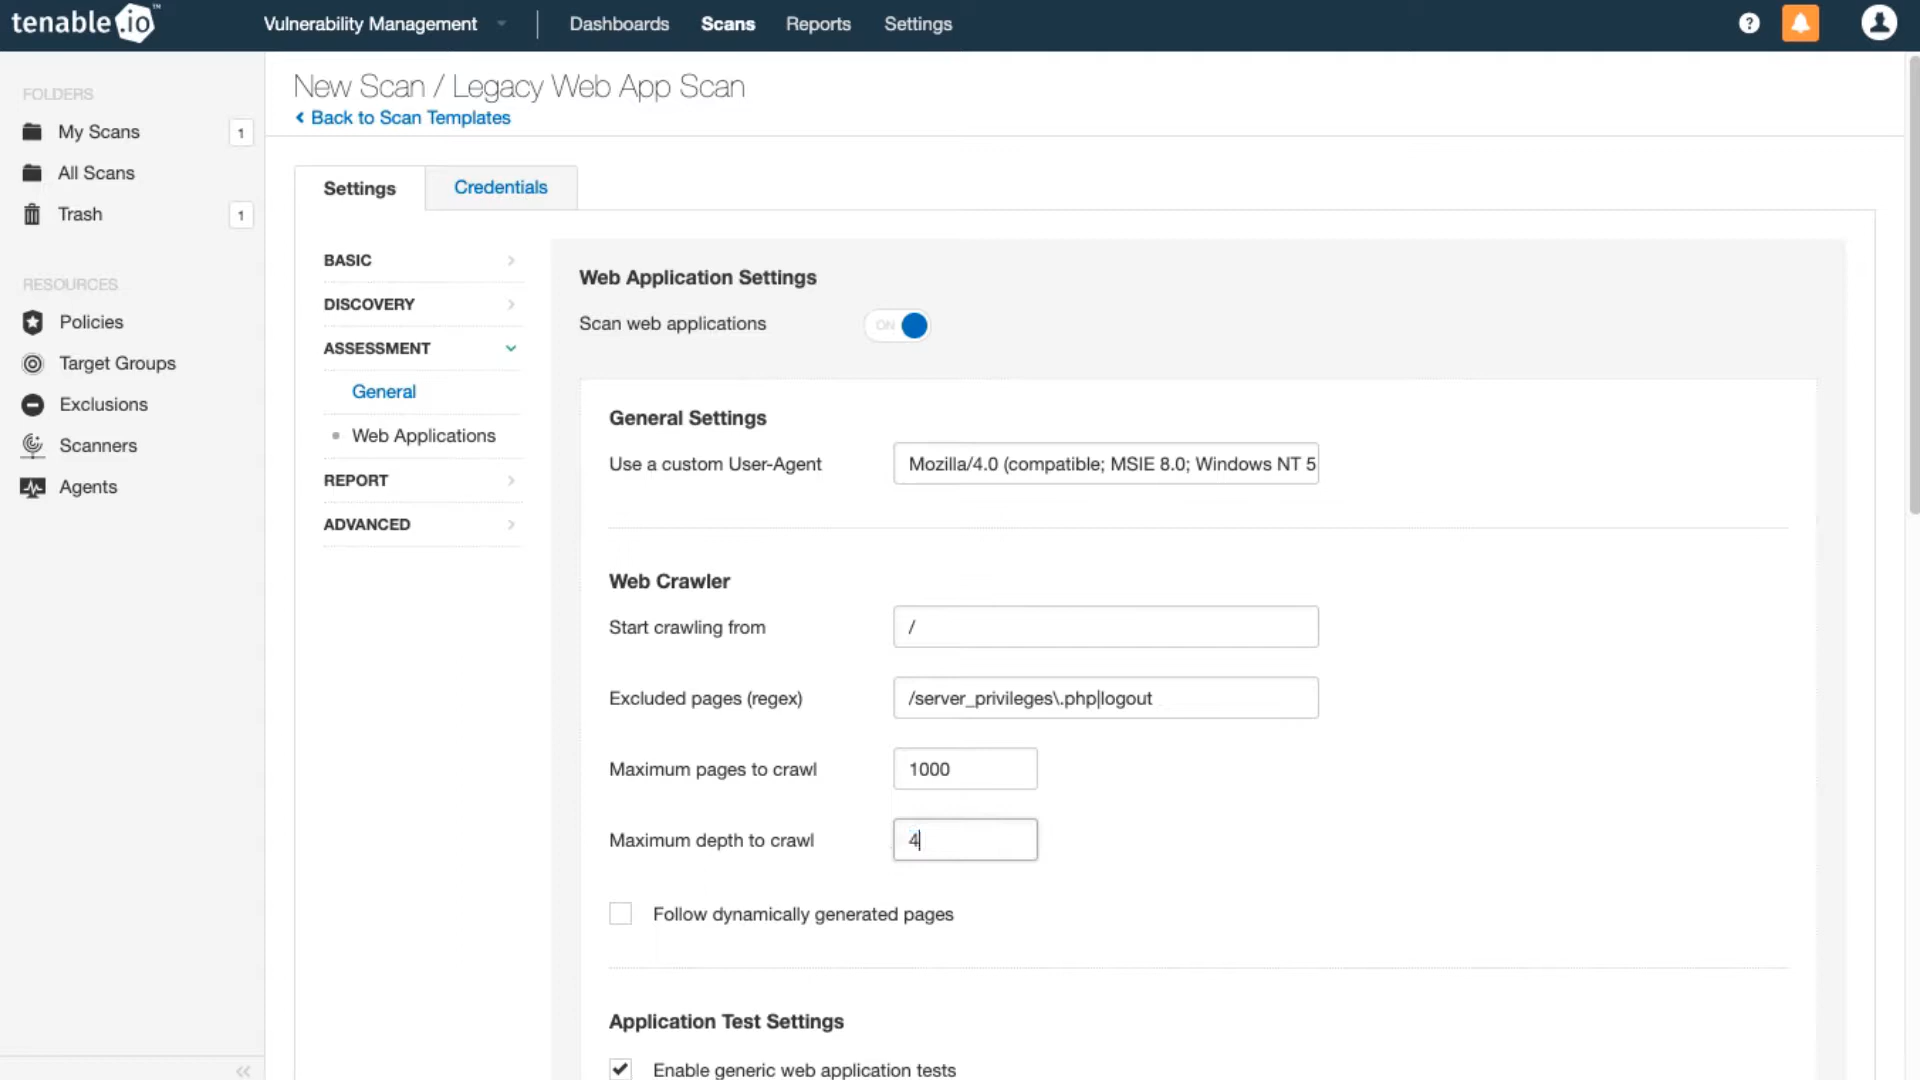 tenable.io™
Vulnerability Management
Dashboards
Scans
Reports
Settings
?
FOLDERS
My Scans
1
All Scans
Trash
1
RESOURCES
Policies
Target Groups
Exclusions
Scanners
Agents
New Scan / Legacy Web App Scan
Back to Scan Templates
Settings
Credentials
BASIC
DISCOVERY
ASSESSMENT
General
Web Applications
REPORT
ADVANCED
Web Application Settings
Scan web applications
ON
General Settings
Use a custom User-Agent
Mozilla/4.0 (compatible; MSIE 8.0; Windows NT 5
Web Crawler
Start crawling from
/
Excluded pages (regex)
/server_privileges\.php|logout
Maximum pages to crawl
1000
Maximum depth to crawl
4
Follow dynamically generated pages
Application Test Settings
Enable generic web application tests